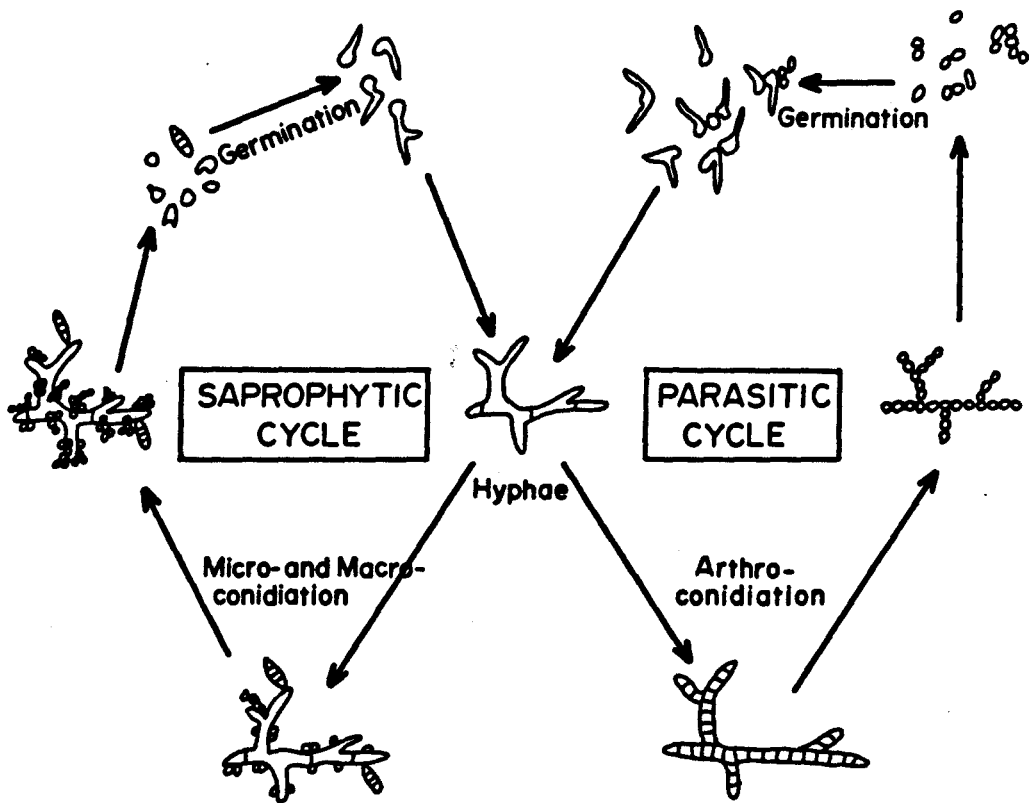 Germination
Germination
SAPROPHYTIC
CYCLE
PARASITIC
CYCLE
Hyphae
Micro- and Macro-
conidiation
Arthro-
conidiation